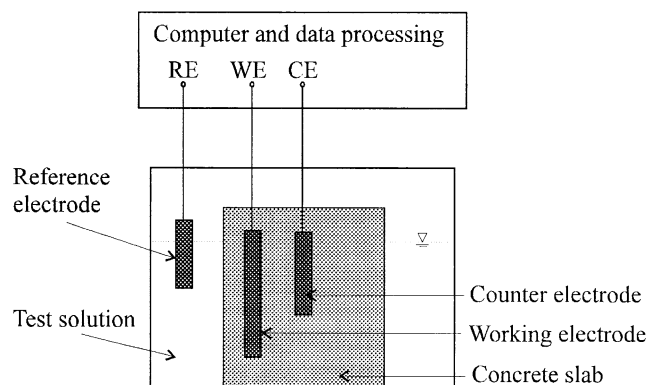 Computer and data processing
RE WE CE
Reference
electrode
Test solution
Counter electrode
Working electrode
Concrete slab